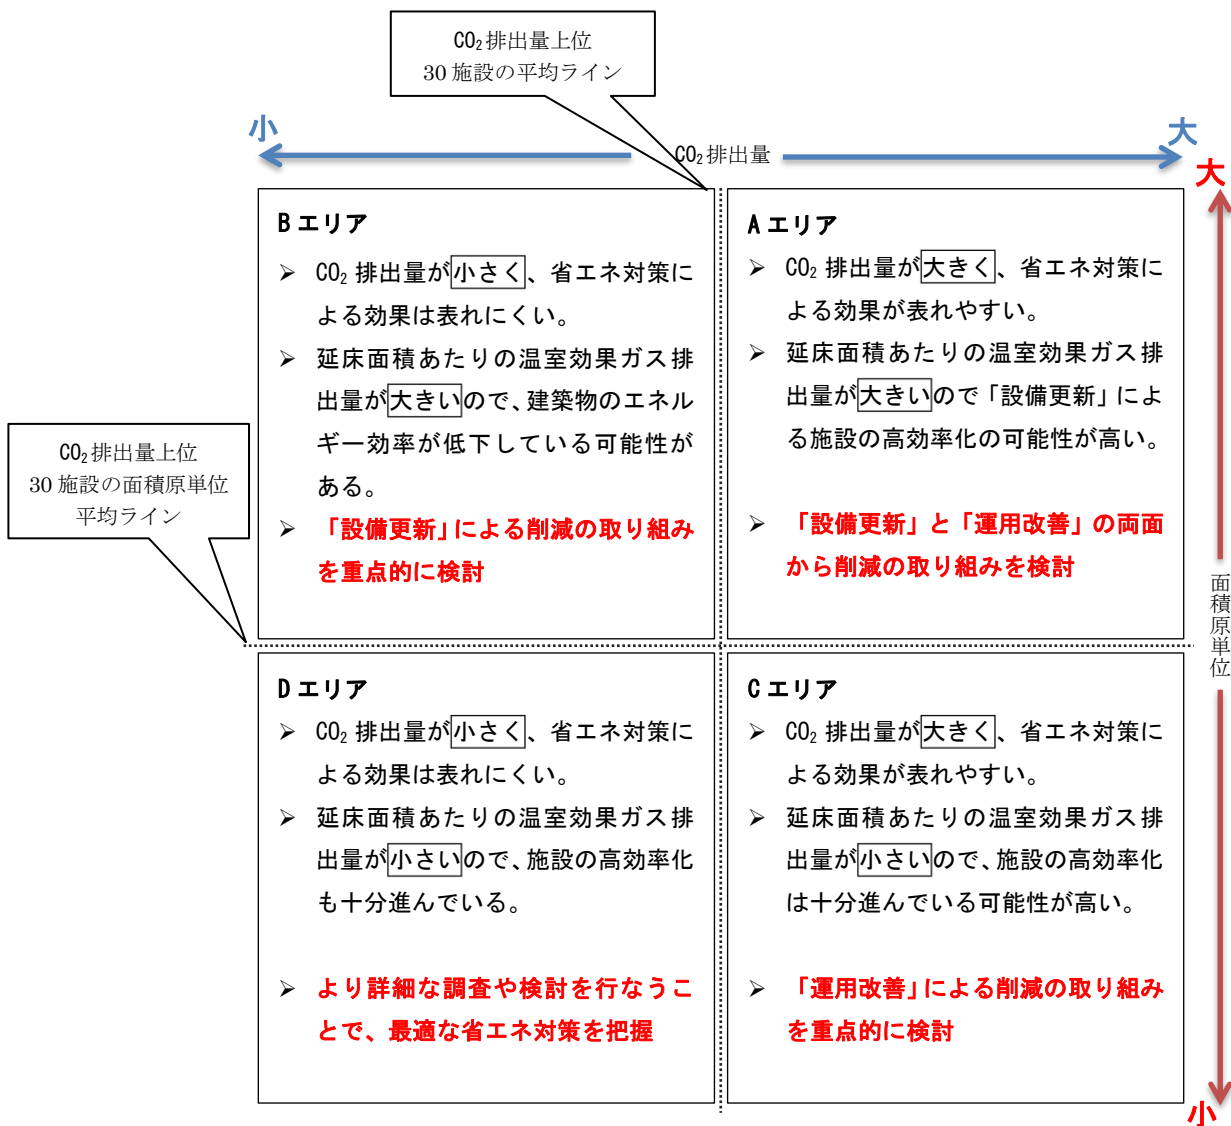 CO₂排出量上位
30 施設の平均ライン
小
大
CO₂排出量
大
B エリア
➢ CO₂ 排出量が小さく、省エネ対策に
よる効果は表れにくい。
➢ 延床面積あたりの温室効果ガス排
出量が大きいので、建築物のエネル
ギー効率が低下している可能性が
ある。
➢ 「設備更新」による削減の取り組み
を重点的に検討
A エリア
➢ CO₂ 排出量が大きく、省エネ対策に
よる効果が表れやすい。
➢ 延床面積あたりの温室効果ガス排
出量が大きいので「設備更新」によ
る施設の高効率化の可能性が高い。
➢ 「設備更新」と「運用改善」の両面
から削減の取り組みを検討
CO₂排出量上位
30 施設の面積原単位
平均ライン
面積原単位
D エリア
➢ CO₂ 排出量が小さく、省エネ対策に
よる効果は表れにくい。
➢ 延床面積あたりの温室効果ガス排
出量が小さいので、施設の高効率化
も十分進んでいる。
➢ より詳細な調査や検討を行なうこ
とで、最適な省エネ対策を把握
C エリア
➢ CO₂ 排出量が大きく、省エネ対策に
よる効果が表れやすい。
➢ 延床面積あたりの温室効果ガス排
出量が小さいので、施設の高効率化
は十分進んでいる可能性が高い。
➢ 「運用改善」による削減の取り組み
を重点的に検討
小